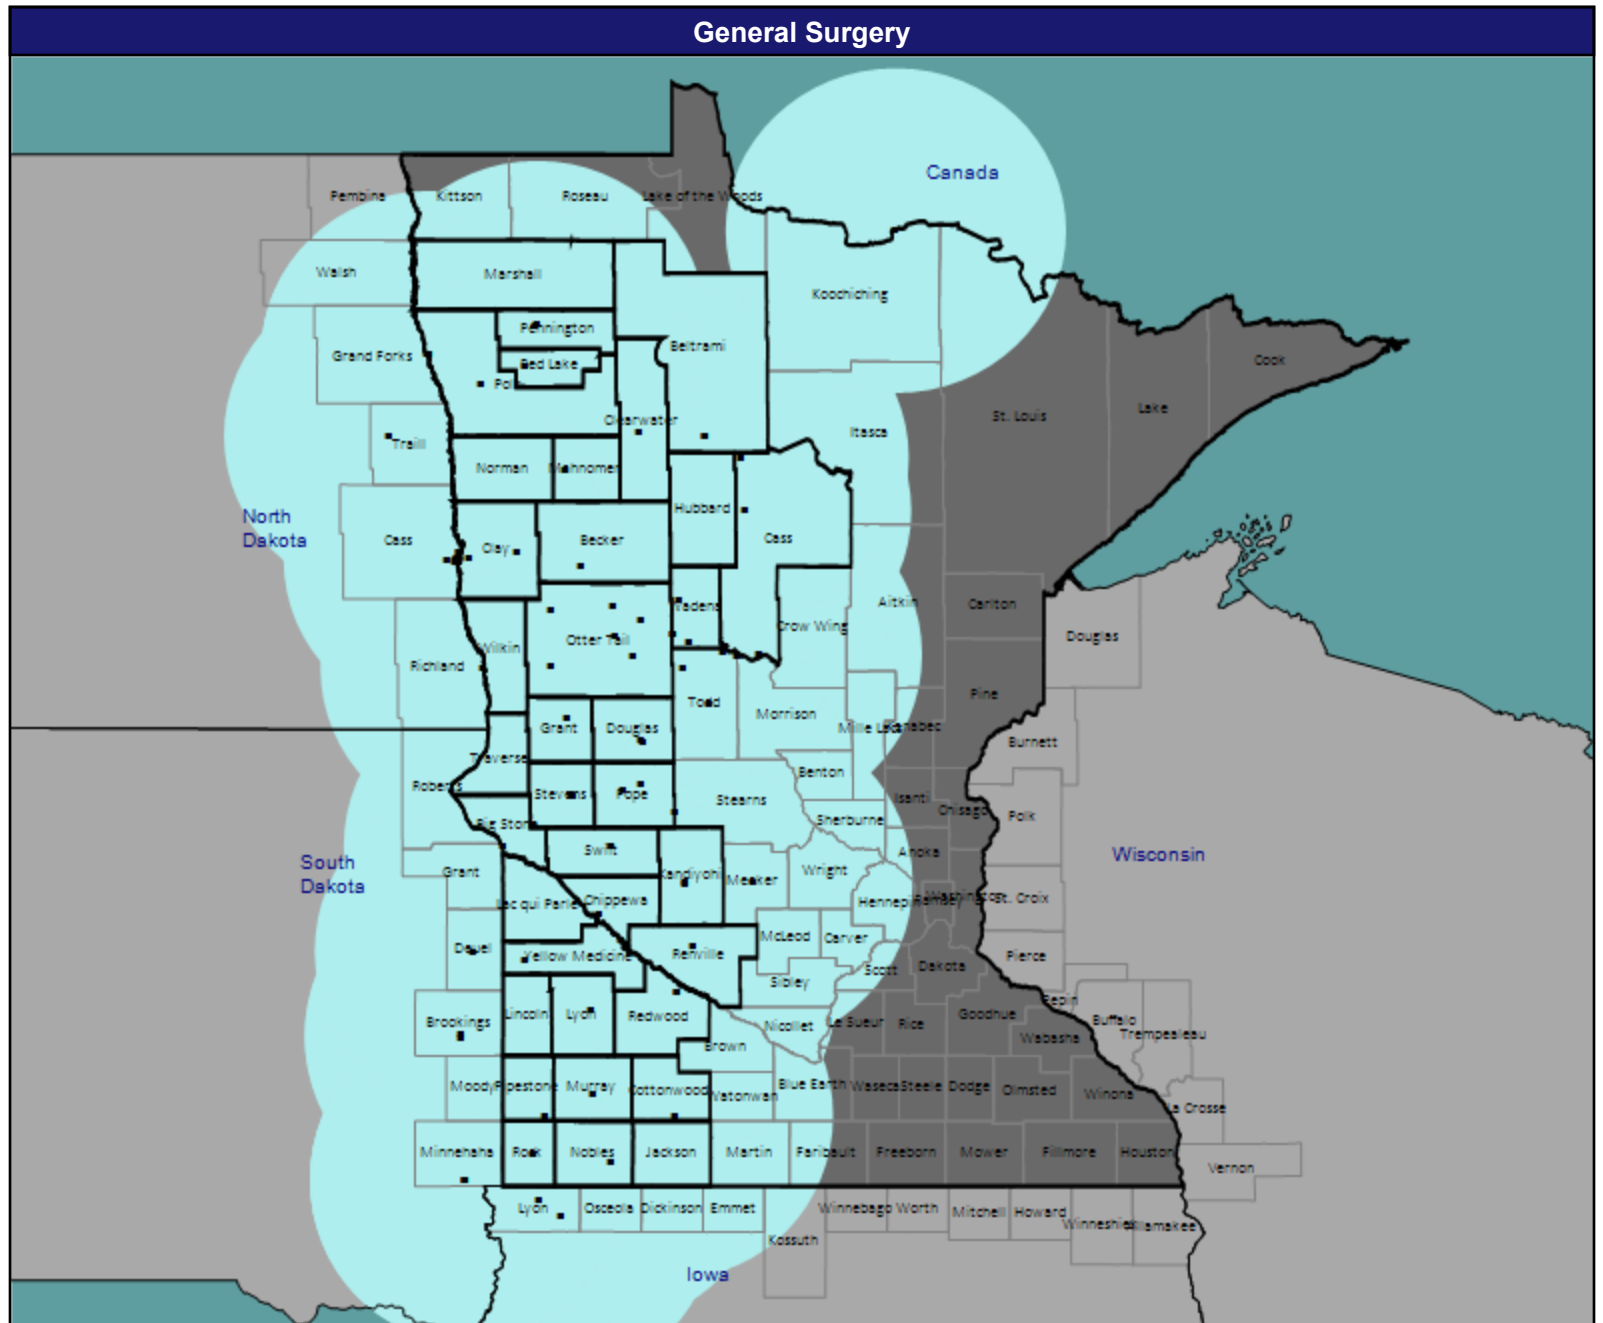 General Surgery
Canada
Pembina
Kittson
Roseau
Lake of the Woods
Walsh
Marshall
Koochiching
Pennington
Beltrami
Grand Forks
Red Lake
Cook
Polk
Lake
St. Louis
Clearwater
Itasca
Traill
Norman
Mahnomen
Hubbard
North
Dakota
Cass
Clay
Becker
Cass
Aitkin
Carlton
Wadena
Crow Wing
Douglas
Otter Tail
Wilkin
Richland
Pine
Todd
Morrison
Grant
Douglas
Mille Lacs
Kanabec
Burnett
Traverse
Benton
Roberts
Stevens
Pope
Stearns
Isanti
Chisago
Polk
Big Stone
Sherburne
Swift
Anoka
Wisconsin
South
Dakota
Grant
Kandiyohi
Meeker
Wright
Lac qui Parle
Chippewa
Hennepin
Ramsey
Washington
St. Croix
McLeod
Carver
Deuel
Yellow Medicine
Renville
Pierce
Scott
Dakota
Sibley
Pepin
Lincoln
Lyon
Redwood
Brookings
Nicollet
Le Sueur
Rice
Goodhue
Buffalo
Trempealeau
Wabasha
Brown
Moody
Pipestone
Murray
Cottonwood
Watonwan
Blue Earth
Waseca
Steele
Dodge
Olmsted
Winona
La Crosse
Minnehaha
Rock
Nobles
Jackson
Martin
Faribault
Freeborn
Mower
Fillmore
Houston
Vernon
Lyon
Osceola
Dickinson
Emmet
Winnebago
Worth
Mitchell
Howard
Winneshiek
Allamakee
Kossuth
Iowa